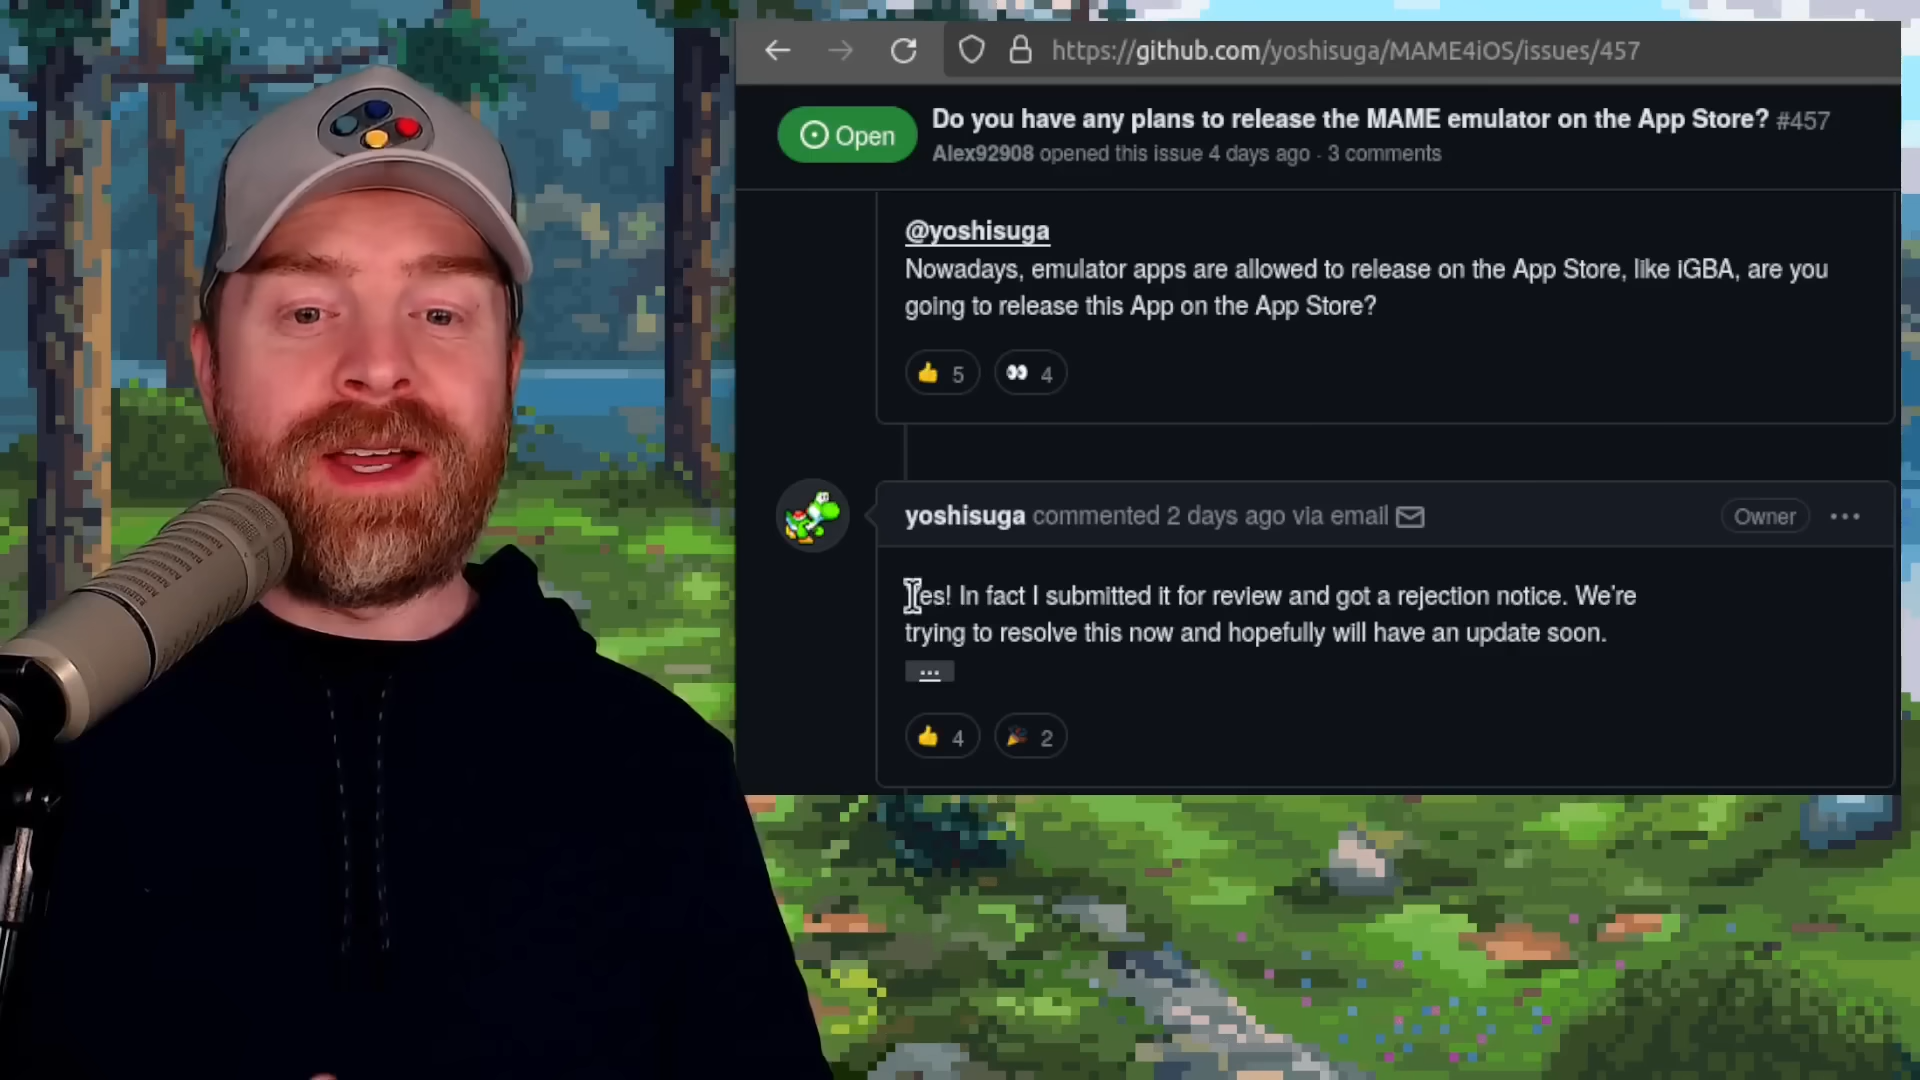 https://github.com/yoshisuga/MAME4iOS/issues/457
Open
Do you have any plans to release the MAME emulator on the App Store? #457
Alex92908 opened this issue 4 days ago · 3 comments
@yoshisuga
Nowadays, emulator apps are allowed to release on the App Store, like iGBA, are you
going to release this App on the App Store?
👍 5 👀 4
yoshisuga commented 2 days ago via email
Owner ...
Yes! In fact I submitted it for review and got a rejection notice. We're
trying to resolve this now and hopefully will have an update soon.
...
👍 4 🎉 2